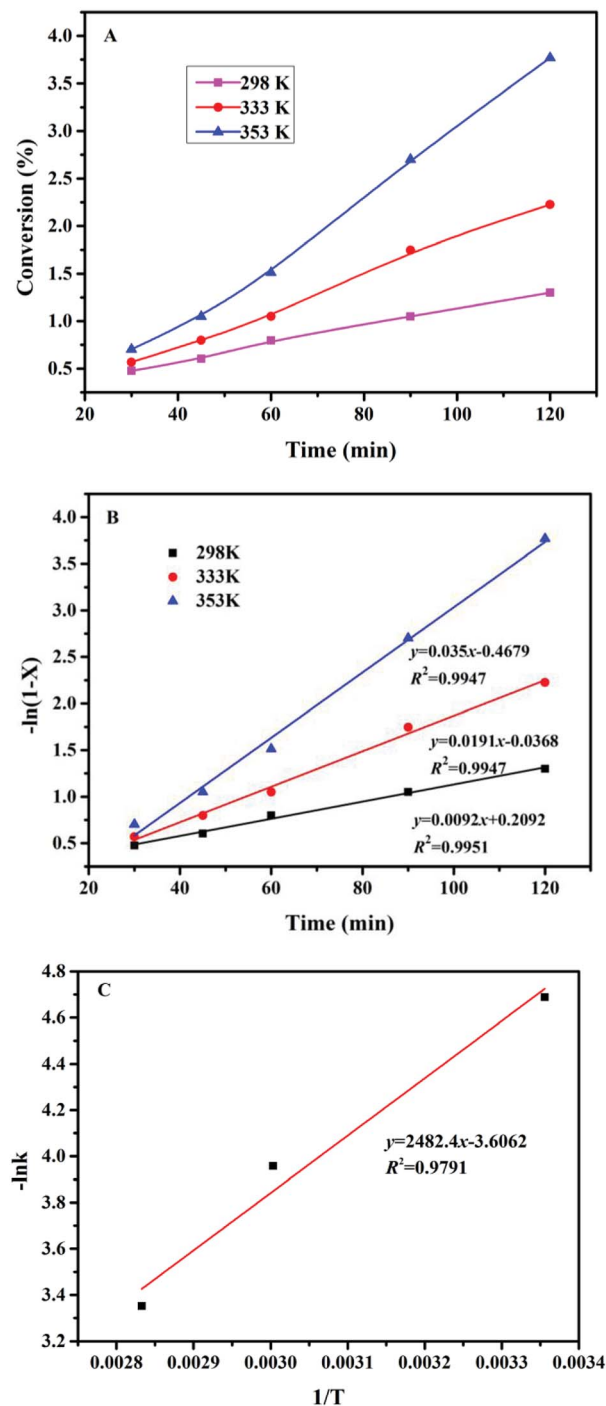 A
298 K
333 K
353 K
4.0
3.5
3.0
2.5
2.0
1.5
1.0
0.5
Conversion (%)
20 40 60 80 100 120
Time (min)
B
298K
333K
353K
4.0
3.5
3.0
2.5
2.0
1.5
1.0
0.5
-ln(1-X)
y=0.035x-0.4679
R²=0.9947
y=0.0191x-0.0368
R²=0.9947
y=0.0092x+0.2092
R²=0.9951
20 40 60 80 100 120
Time (min)
C
4.8
4.6
4.4
4.2
4.0
3.8
3.6
3.4
3.2
-lnk
y=2482.4x-3.6062
R²=0.9791
0.0028 0.0029 0.0030 0.0031 0.0032 0.0033 0.0034
1/T